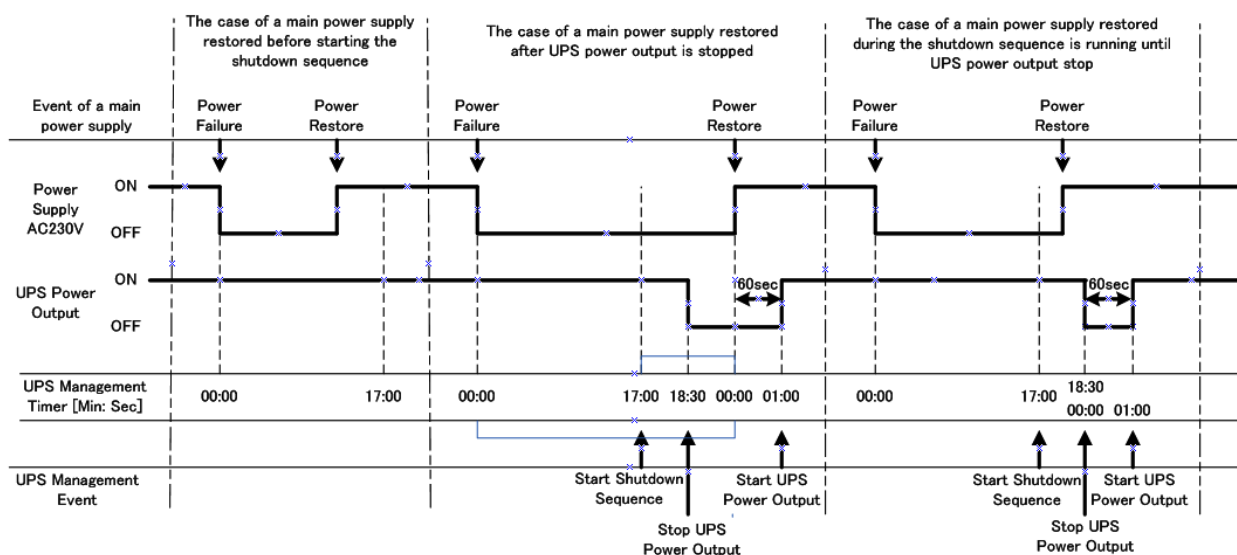 The case of a main power supply
restored before starting the
shutdown sequence
The case of a main power supply restored
after UPS power output is stopped
The case of a main power supply restored
during the shutdown sequence is running until
UPS power output stop
Event of a main
power supply
Power
Failure
Power
Restore
Power
Failure
Power
Restore
Power
Failure
Power
Restore
Power
Supply
AC230V
ON
OFF
UPS Power
Output
ON
OFF
60sec
60sec
UPS Management
Timer [Min: Sec]
00:00
17:00
00:00
17:00
18:30
00:00
01:00
00:00
17:00
18:30
00:00
01:00
UPS Management
Event
Start Shutdown
Sequence
Stop UPS
Power Output
Start UPS
Power Output
Start Shutdown
Sequence
Stop UPS
Power Output
Start UPS
Power Output